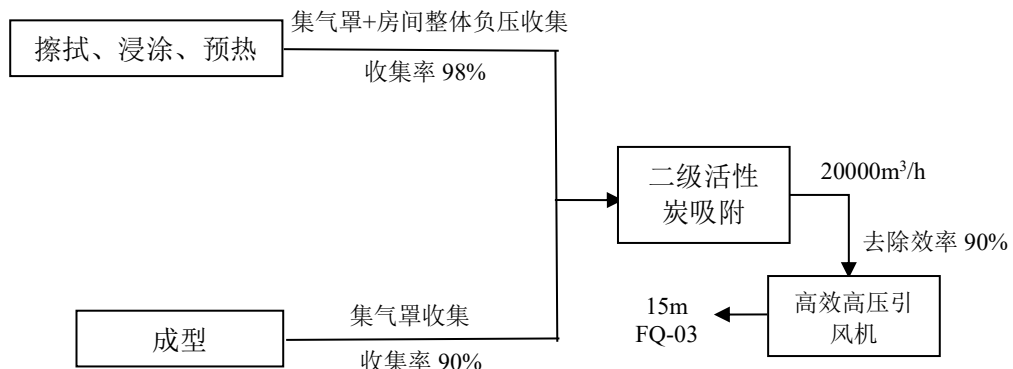 集气罩+房间整体负压收集
擦拭、浸涂、预热
收集率 98%
二级活性
炭吸附
20000m³/h
去除效率 90%
高效高压引
风机
15m
FQ-03
集气罩收集
成型
收集率 90%